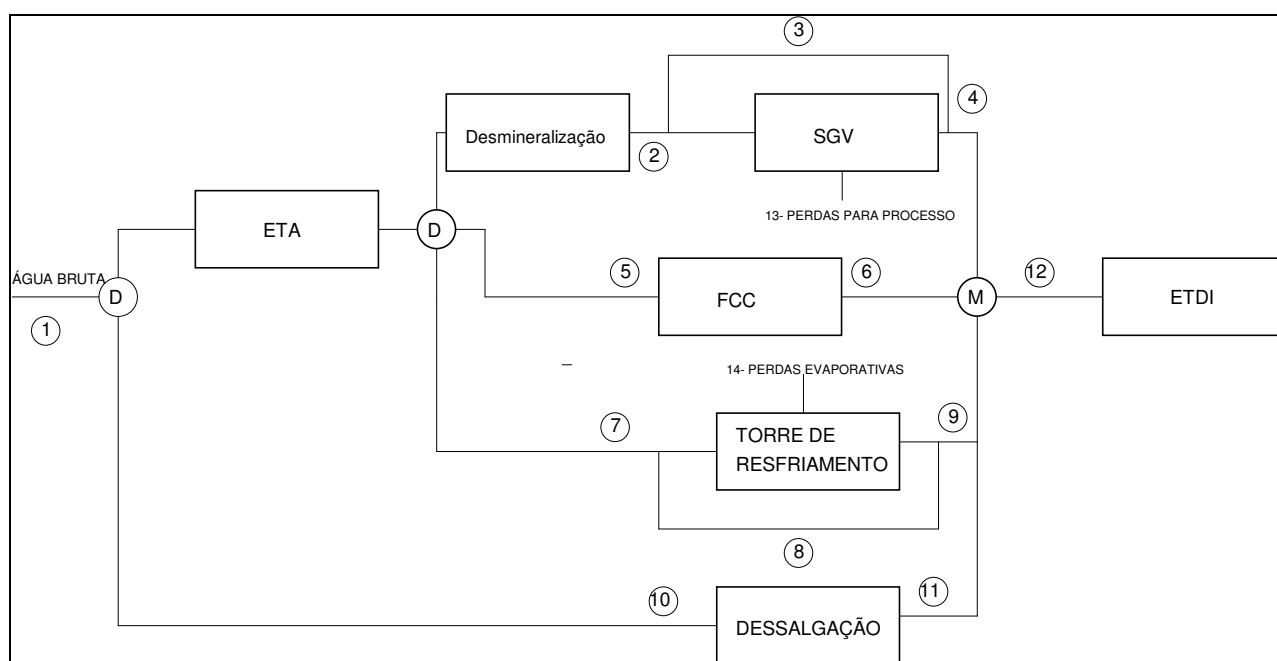 3
4
Desmineralização
SGV
2
13- PERDAS PARA PROCESSO
ETA
D
ÁGUA BRUTA
D
1
5
6
FCC
M
12
ETDI
14- PERDAS EVAPORATIVAS
7
9
TORRE DE
RESFRIAMENTO
8
10
11
DESSALGAÇÃO